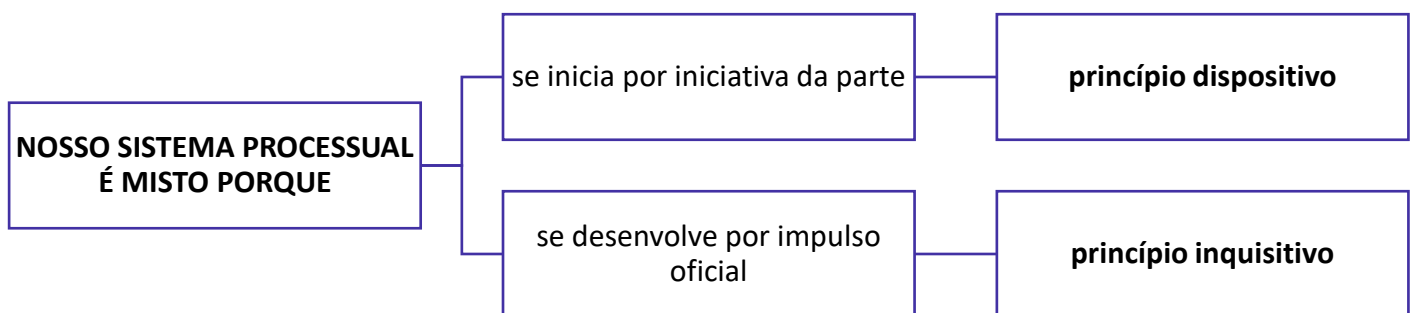 NOSSO SISTEMA PROCESSUAL
É MISTO PORQUE
se inicia por iniciativa da parte
princípio dispositivo
se desenvolve por impulso
oficial
princípio inquisitivo